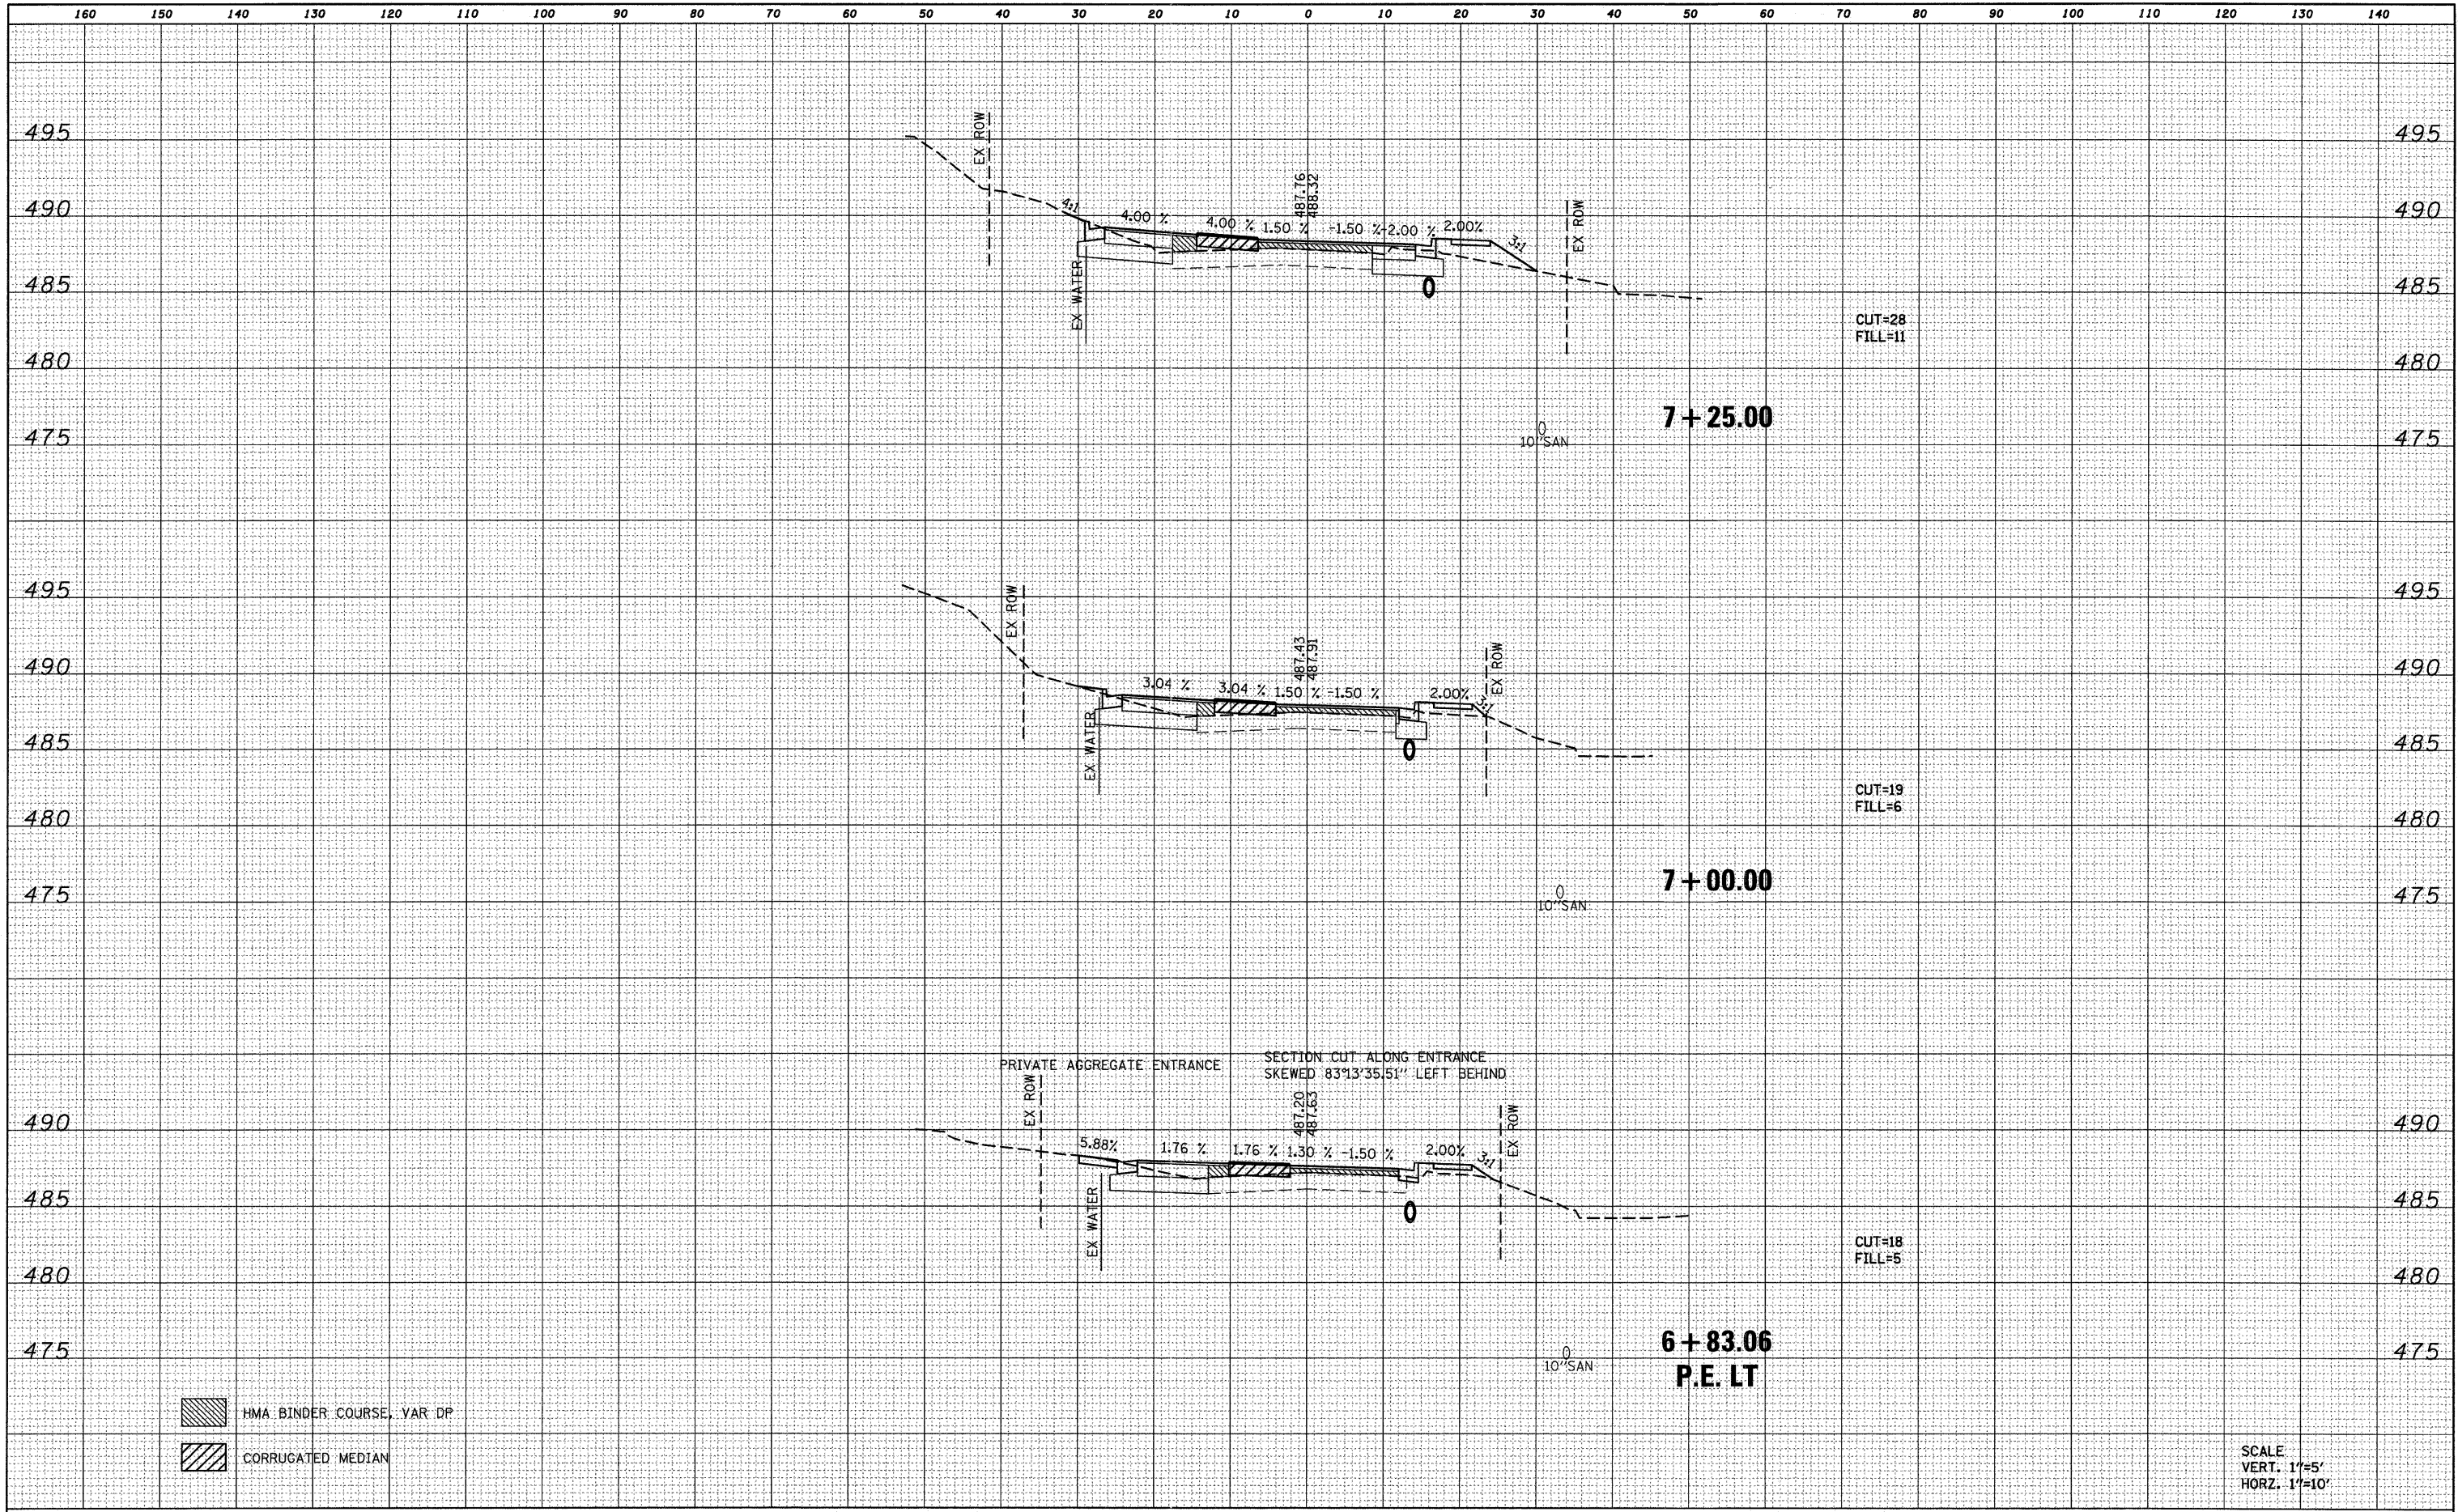 160 150 140 130 120 110 100 90 80 70 60 50 40 30 20 10 0 10 20 30 40 50 60 70 80 90 100 110 120 130 140
495 495
490 490
485 485
480 480
475 475
EX ROW
4:1
4.00 %
4.00 %
1.50 %
-1.50 %
-2.00 %
2.00%
3:1
487.76
488.32
EX ROW
EX WATER
CUT=28
FILL=11
7+25.00
10"SAN
495 495
490 490
485 485
480 480
475 475
EX ROW
3.04 %
3.04 %
1.50 %
-1.50 %
2.00%
3:1
487.43
487.91
EX ROW
EX WATER
CUT=19
FILL=6
7+00.00
10"SAN
PRIVATE AGGREGATE ENTRANCE
SECTION CUT ALONG ENTRANCE
SKEWED 83°13'35.51" LEFT BEHIND
490 490
485 485
480 480
475 475
EX ROW
5.88%
1.76 %
1.76 %
1.30 %
-1.50 %
2.00%
3:1
487.20
487.63
EX ROW
EX WATER
CUT=18
FILL=5
6+83.06
P.E. LT
10"SAN
HMA BINDER COURSE, VAR DP
CORRUGATED MEDIAN
SCALE
VERT. 1"=5'
HORZ. 1"=10'